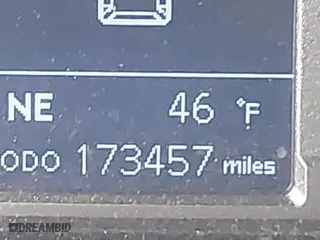 NE 46 °F
ODO 173457 miles
DREAMBID